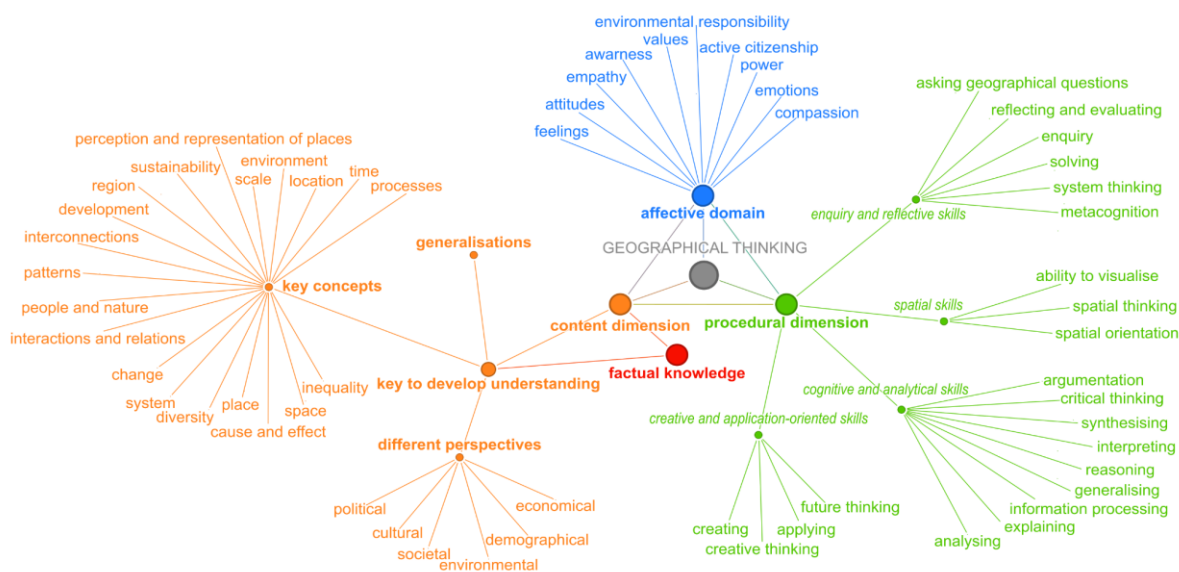 environmental responsibility
values
active citizenship
awarness
power
empathy
emotions
attitudes
compassion
feelings
affective domain
GEOGRAPHICAL THINKING
asking geographical questions
reflecting and evaluating
enquiry
solving
system thinking
metacognition
enquiry and reflective skills
perception and representation of places
sustainability
environment
time
region
scale
location
processes
development
interconnections
patterns
key concepts
people and nature
interactions and relations
change
system
diversity
place
cause and effect
space
inequality
generalisations
content dimension
procedural dimension
factual knowledge
key to develop understanding
different perspectives
political
cultural
societal
environmental
demographical
economical
spatial skills
ability to visualise
spatial thinking
spatial orientation
cognitive and analytical skills
argumentation
critical thinking
synthesising
interpreting
reasoning
generalising
information processing
explaining
analysing
creative and application-oriented skills
future thinking
applying
creating
creative thinking